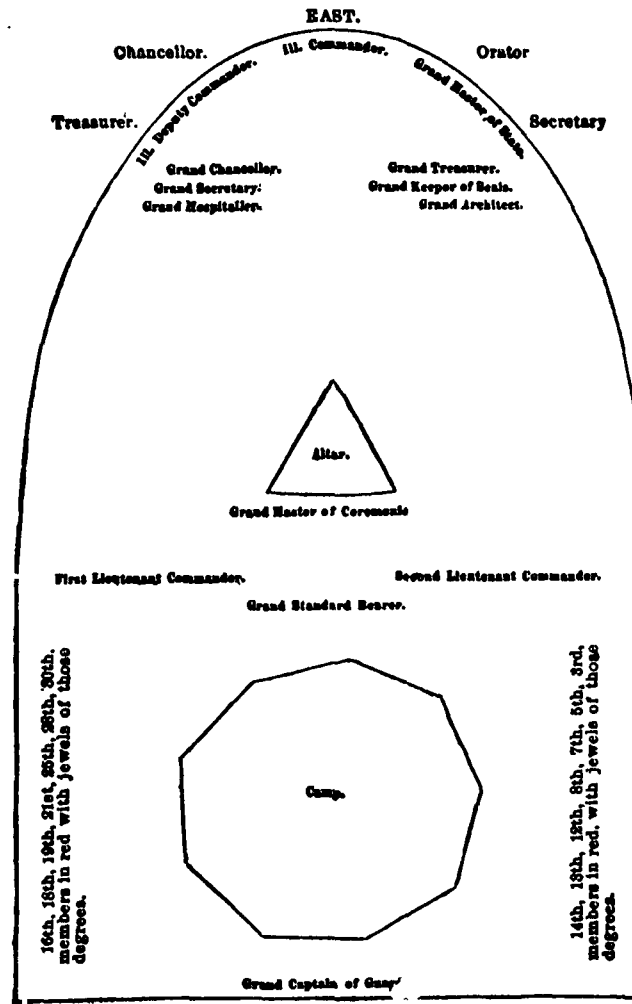 EAST.
Chancellor.
Ill. Commander.
Orator
Treasurer.
Ill. Deputy Commander.
Grand Master of State.
Secretary
Grand Chancellor.
Grand Treasurer.
Grand Secretary.
Grand Keeper of Seals.
Grand Hospitaller.
Grand Architect.
Altar.
Grand Master of Ceremonie
First Lieutenant Commander.
Second Lieutenant Commander.
Grand Standard Bearer.
16th, 18th, 19th, 21st, 25th, 28th, 30th.
members in red with jewels of those
degrees.
Camp.
14th, 13th, 12th, 8th, 7th, 5th, 3rd,
members in red. with jewels of those
degrees.
Grand Captain of Guar